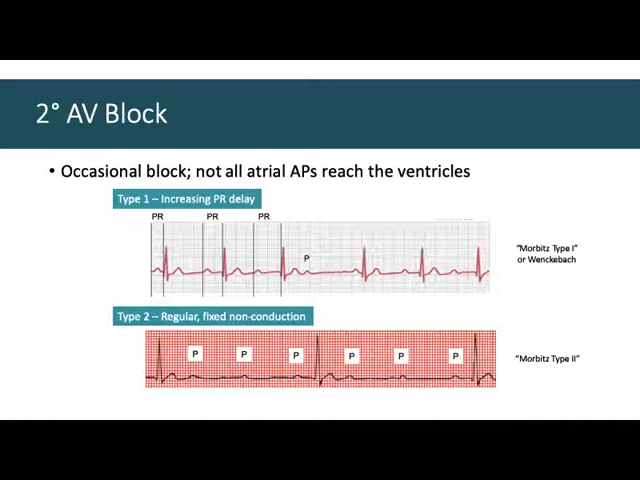 2° AV Block
• Occasional block; not all atrial APs reach the ventricles
Type 1 – Increasing PR delay
PR PR PR
P
"Morbitz Type I"
or Wenckebach
Type 2 – Regular, fixed non-conduction
P P P P P P
"Morbitz Type II"